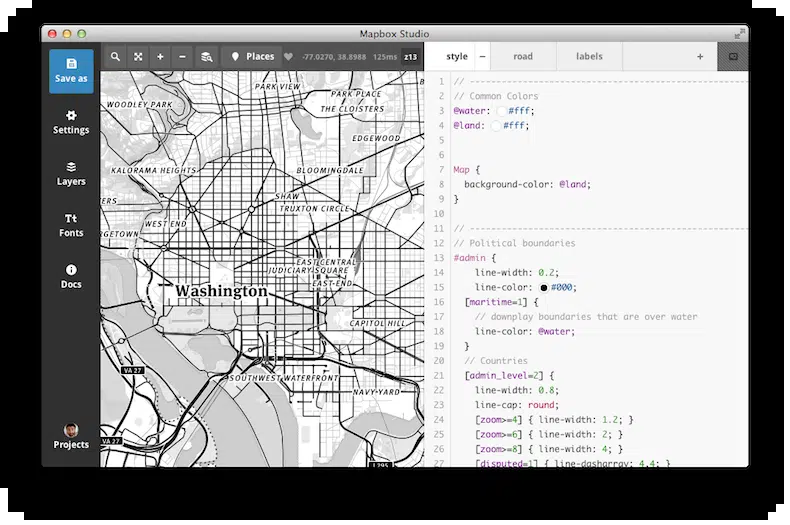 Mapbox Studio
Save as
Settings
Layers
Fonts
Docs
Projects
Places -77.0270, 38.8988 125ms z13
PARK VIEW
WOODLEY PARK
PARK PLACE
THE CLOISTERS
EDGEWOOD
KALORAMA HEIGHTS
BLOOMINGDALE
SHAW
TRUXTON CIRCLE
WEST END
EAST CENTRAL
JUDICIARY SQUARE
EAST END
Washington
CAPITOL HILL
VA 27
SOUTHWEST WATERFRONT
NAVY YARD
VA 27
I 295
style road labels +
1 // ----------------------------------------
2 // Common Colors
3 @water: #fff;
4 @land: #fff;
5
6
7 Map {
8 background-color: @land;
9 }
10
11 // ----------------------------------------
12 // Political boundaries
13 #admin {
14 line-width: 0.2;
15 line-color: #000;
16 [maritime=1] {
17 // downplay boundaries that are over water
18 line-color: @water;
19 }
20 // Countries
21 [admin_level=2] {
22 line-width: 0.8;
23 line-cap: round;
24 [zoom>=4] { line-width: 1.2; }
25 [zoom>=6] { line-width: 2; }
26 [zoom>=8] { line-width: 4; }
27 [disputed=1] { line-dasharray: 4,4; }